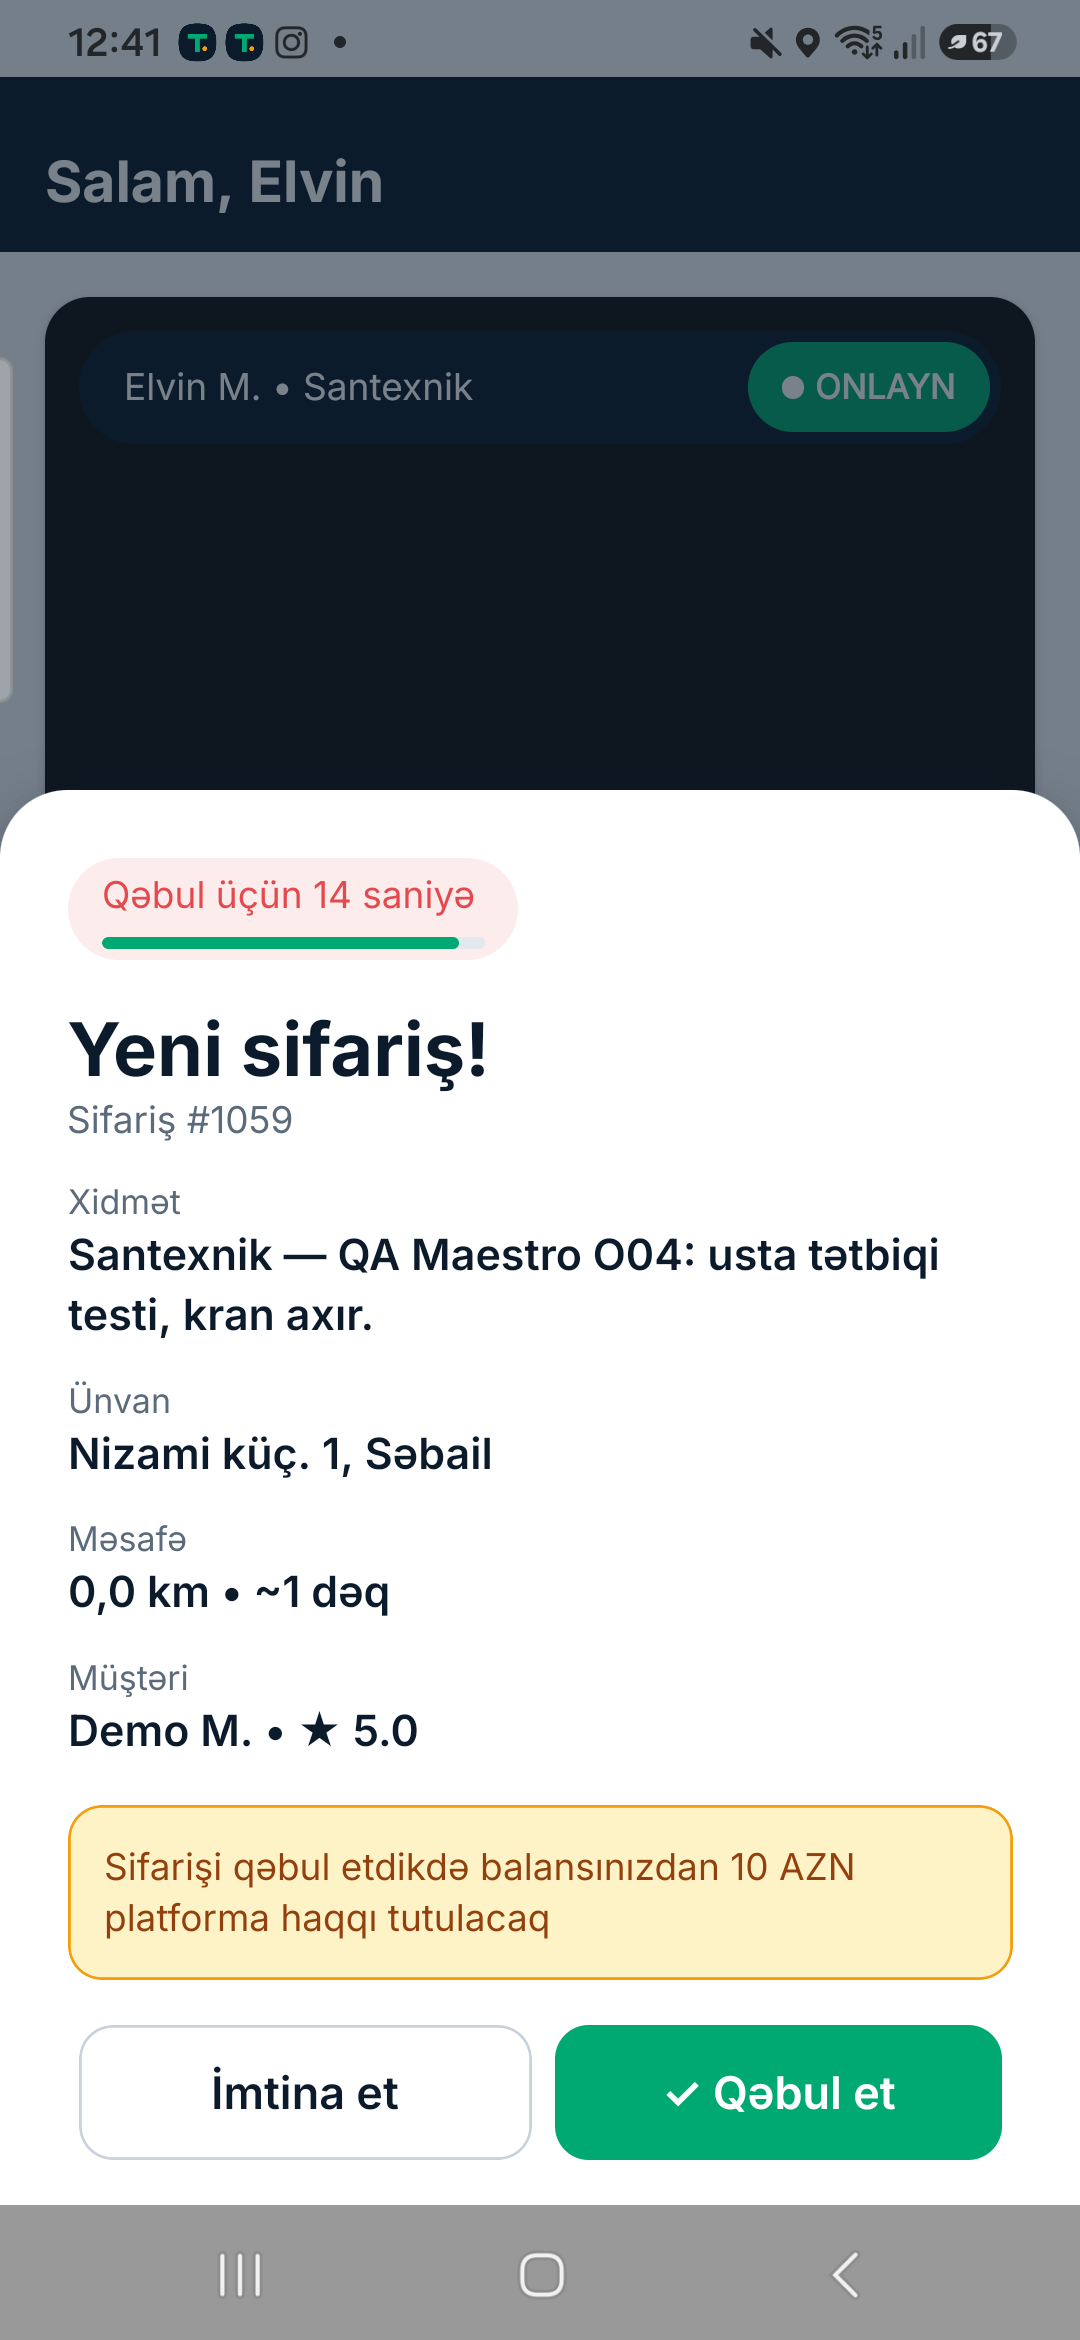 12:41
5
67
Salam, Elvin
Elvin M. • Santexnik
ONLAYN
Qəbul üçün 14 saniyə
Yeni sifariş!
Sifariş #1059
Xidmət
Santexnik — QA Maestro O04: usta tətbiqi
testi, kran axır.
Ünvan
Nizami küç. 1, Səbail
Məsafə
0,0 km • ~1 dəq
Müştəri
Demo M. • ★ 5.0
Sifarişi qəbul etdikdə balansınızdan 10 AZN
platforma haqqı tutulacaq
İmtina et
✓ Qəbul et